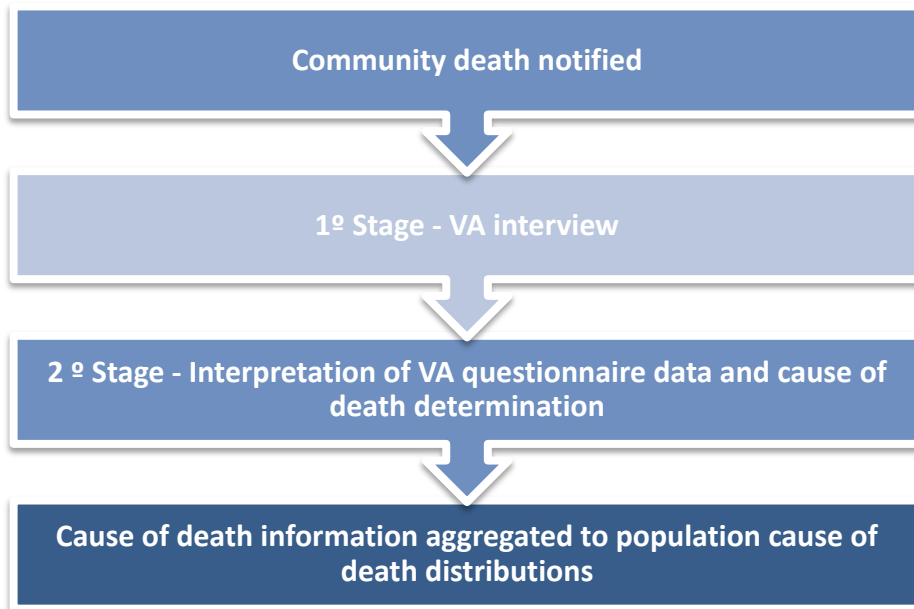 Community death notified
1º Stage - VA interview
2 º Stage - Interpretation of VA questionnaire data and cause of
death determination
Cause of death information aggregated to population cause of
death distributions